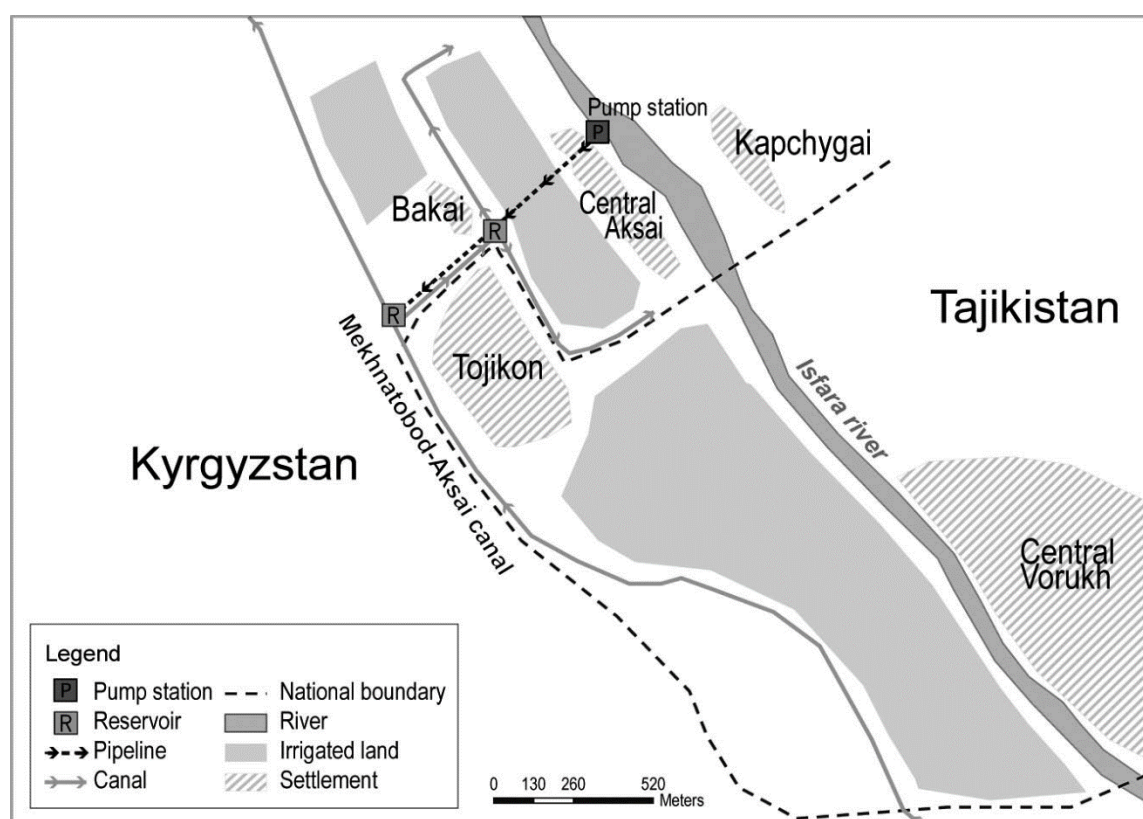 Pump station
P
Kapchygai
Bakai
Central
Aksai
R
R
Tajikistan
Tojikon
Mekhnatobod-Aksai canal
Isfara river
Kyrgyzstan
Central
Vorukh
Legend
P Pump station
National boundary
R Reservoir
River
Pipeline
Irrigated land
Canal
Settlement
0 130 260 520
Meters